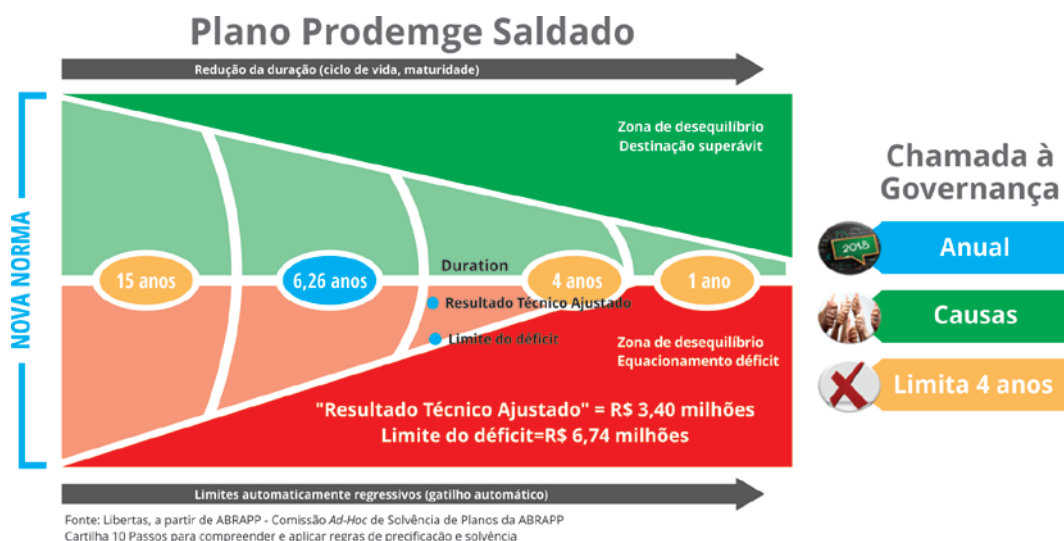 Plano Prodemge Saldado
Redução da duração (ciclo de vida, maturidade)
NOVA NORMA
Zona de desequilíbrio
Destinação superávit
15 anos
6,26 anos
Duration
4 anos
1 ano
Resultado Técnico Ajustado
Limite do déficit
Zona de desequilíbrio
Equacionamento déficit
"Resultado Técnico Ajustado" = R$ 3,40 milhões
Limite do déficit=R$ 6,74 milhões
Limites automaticamente regressivos (gatilho automático)
Chamada à
Governança
2015
Anual
Causas
Limita 4 anos
Fonte: Libertas, a partir de ABRAPP - Comissão Ad-Hoc de Solvência de Planos da ABRAPP
Cartilha 10 Passos para compreender e aplicar regras de precificação e solvência